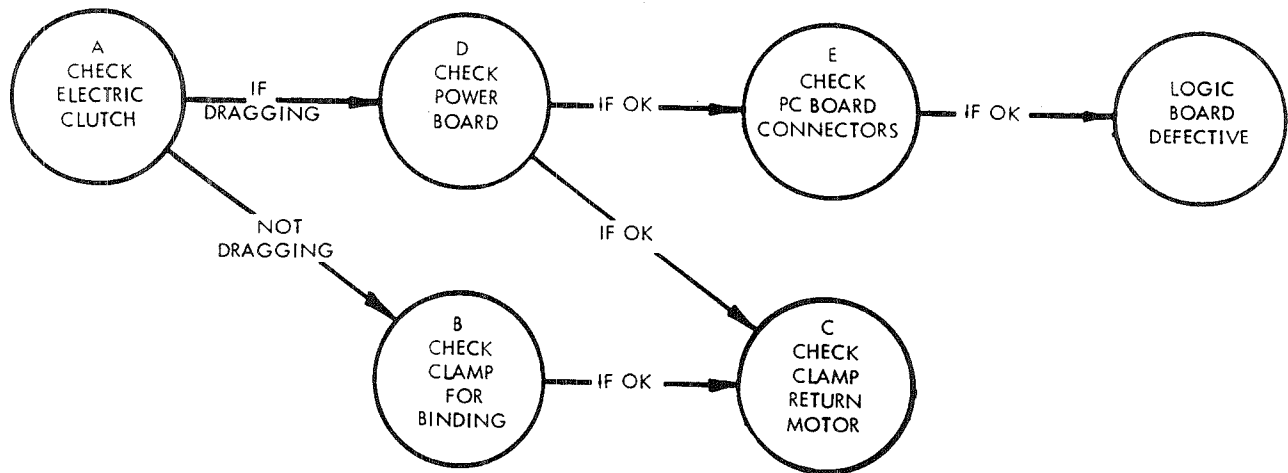 A
CHECK
ELECTRIC
CLUTCH
IF
DRAGGING
D
CHECK
POWER
BOARD
IF OK
E
CHECK
PC BOARD
CONNECTORS
IF OK
LOGIC
BOARD
DEFECTIVE
NOT
DRAGGING
IF OK
B
CHECK
CLAMP
FOR
BINDING
IF OK
C
CHECK
CLAMP
RETURN
MOTOR